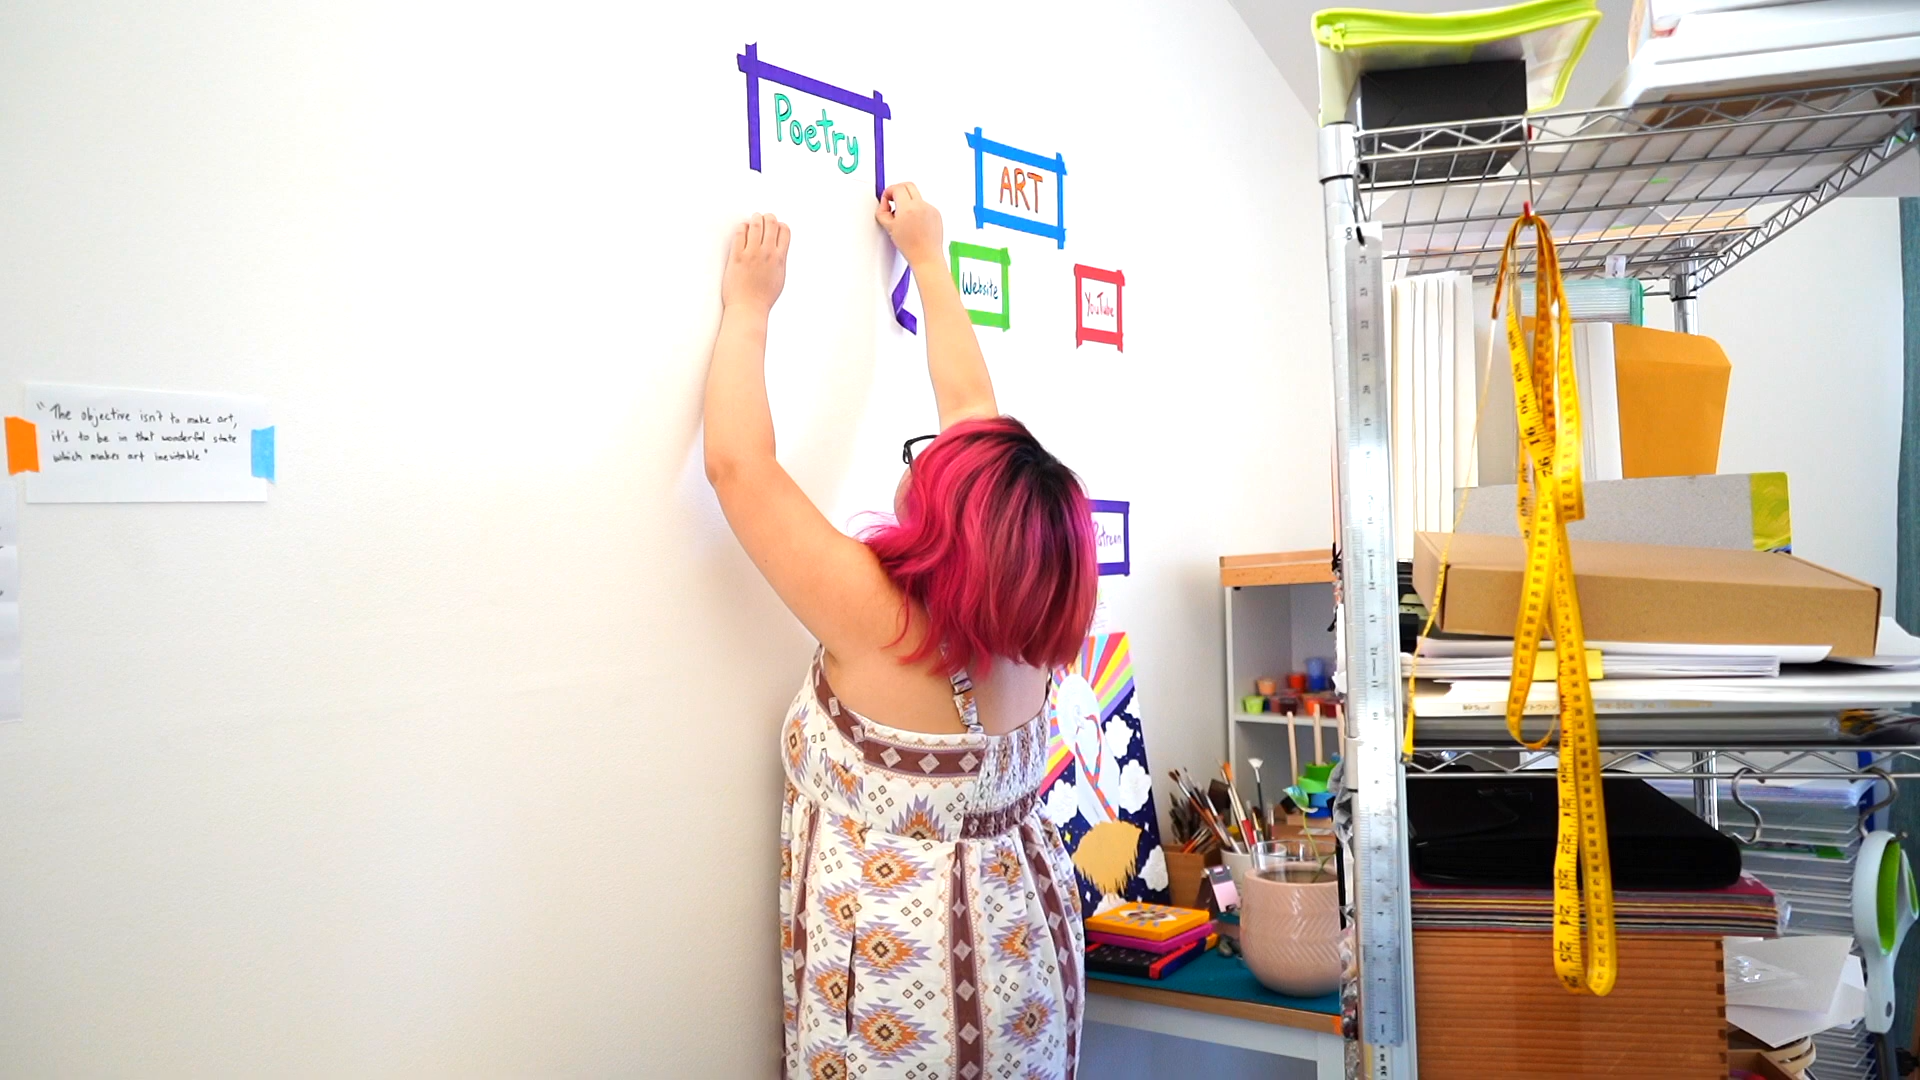 Poetry
ART
Website
YouTube
Patreon
"The objective isn't to make art,
it's to be in that wonderful state
which makes art inevitable"